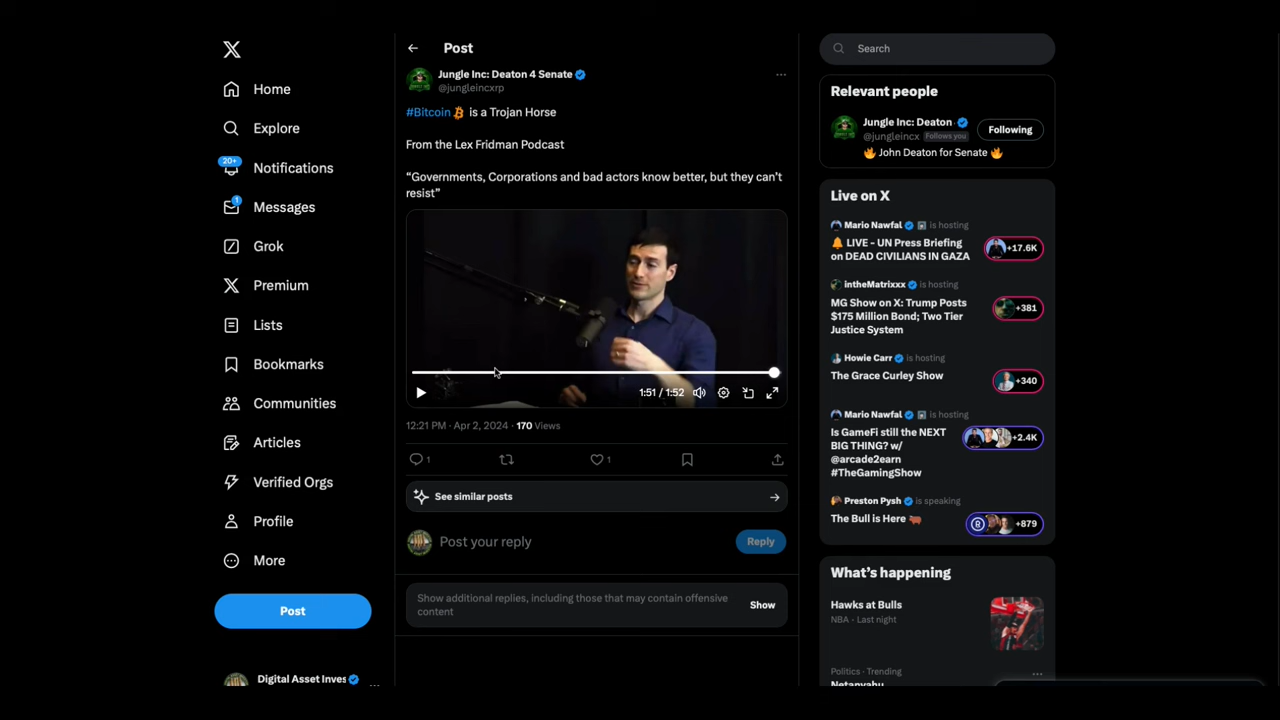 Home
Explore
20+
Notifications
1
Messages
Grok
Premium
Lists
Bookmarks
Communities
Articles
Verified Orgs
Profile
More
Post
Digital Asset Inves
Post
Jungle Inc: Deaton 4 Senate
@jungleincxrp
#Bitcoin is a Trojan Horse
From the Lex Fridman Podcast
“Governments, Corporations and bad actors know better, but they can’t
resist”
1:51 / 1:52
12:21 PM · Apr 2, 2024 · 170 Views
1
1
See similar posts
Post your reply
Reply
Show additional replies, including those that may contain offensive
content
Show
Search
Relevant people
Jungle Inc: Deaton
@jungleincx Follows you
Following
John Deaton for Senate
Live on X
Mario Nawfal is hosting
LIVE - UN Press Briefing
on DEAD CIVILIANS IN GAZA
+17.6K
intheMatrixxx is hosting
MG Show on X: Trump Posts
$175 Million Bond; Two Tier
Justice System
+381
Howie Carr is hosting
The Grace Curley Show
+340
Mario Nawfal is hosting
Is GameFi still the NEXT
BIG THING? w/
@arcade2earn
#TheGamingShow
+2.4K
Preston Pysh is speaking
The Bull is Here
+879
What’s happening
Hawks at Bulls
NBA · Last night
Politics · Trending
Netanyahu